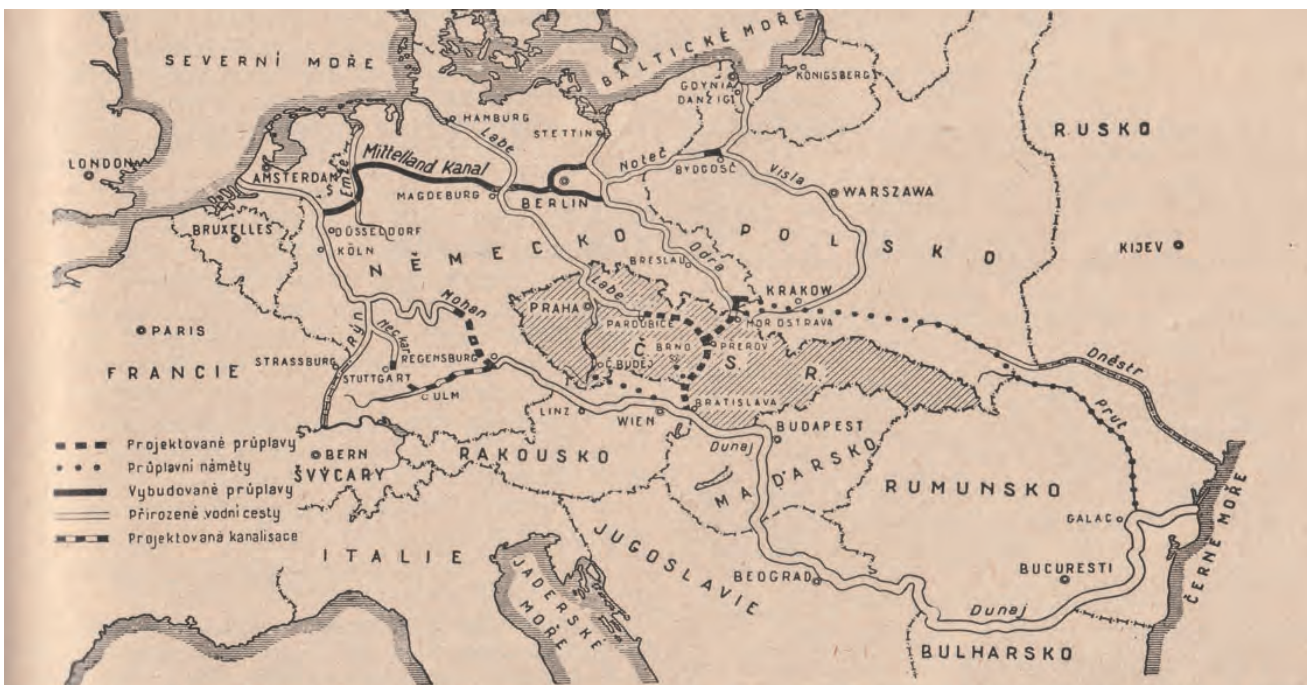 SEVERNÍ MOŘE
BALTICKÉ MOŘE
GDYNIA
DANZIG
KÖNIGSBERG
HAMBURG
Labe
STETTIN
RUSKO
LONDON
AMSTERDAM
Emže
Mittelland Kanal
MAGDEBURG
BERLIN
Noteč
BYDGOŠČ
Visla
WARSZAWA
BRUXELLES
DÜSSELDORF
KÖLN
NĚMECKO
POLSKO
KIJEV
BRESLAU
Odra
Labe
KRAKOW
PRAHA
PARDUBICE
MOR OSTRAVA
Mohan
PARIS
Rýn
Neckar
REGENSBURG
BRNO
PŘEROV
Č. S. R.
STRASSBURG
STUTTGART
Č.BUDĚJ
Dněstr
FRANCIE
ULM
LINZ
WIEN
BRATISLAVA
Prut
Dunaj
BUDAPEST
Projektované průplavy
Průplavní náměty
Vybudované průplavy
Přirozené vodní cesty
Projektovaná kanalisace
BERN
ŠVÝCARY
RAKOUSKO
MAĎARSKO
RUMUNSKO
GALAC
ITALIE
JUGOSLAVIE
JADERSKÉ
MOŘE
BEOGRAD
BUCURESTI
ČERNÉ MOŘE
Dunaj
BULHARSKO